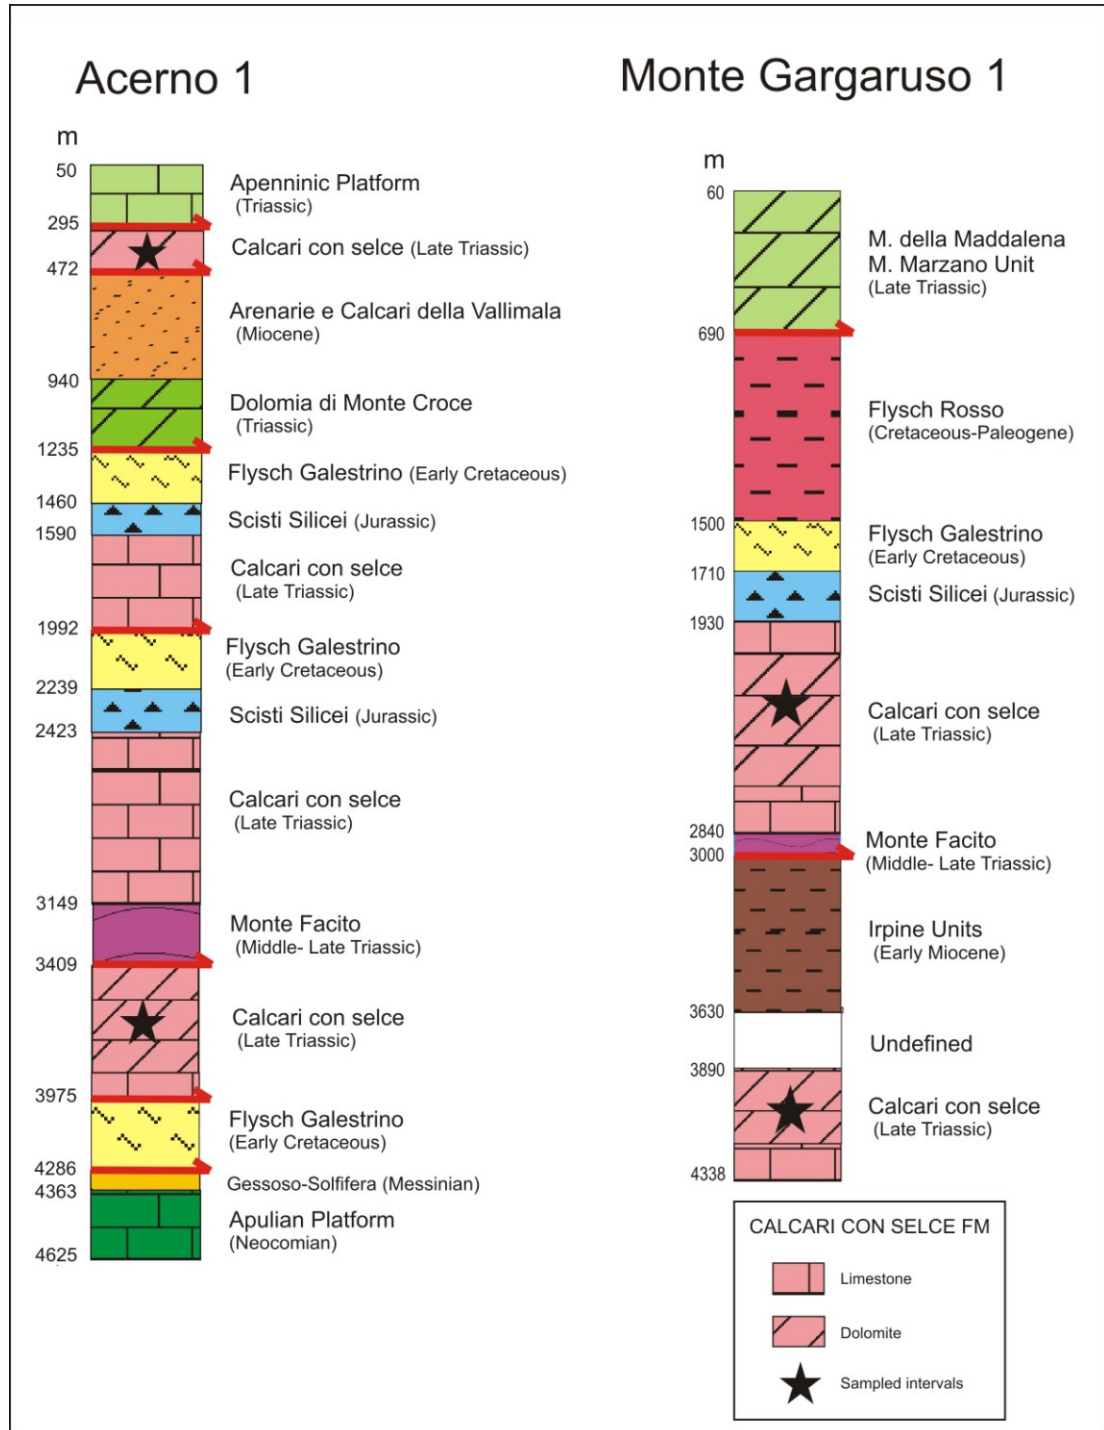 Acerno 1
m
50
Apenninic Platform
(Triassic)
295
Calcari con selce (Late Triassic)
472
Arenarie e Calcari della Vallimala
(Miocene)
940
Dolomia di Monte Croce
(Triassic)
1235
Flysch Galestrino (Early Cretaceous)
1460
Scisti Silicei (Jurassic)
1590
Calcari con selce
(Late Triassic)
1992
Flysch Galestrino
(Early Cretaceous)
2239
Scisti Silicei (Jurassic)
2423
Calcari con selce
(Late Triassic)
3149
Monte Facito
(Middle- Late Triassic)
3409
Calcari con selce
(Late Triassic)
3975
Flysch Galestrino
(Early Cretaceous)
4286
Gessoso-Solfifera (Messinian)
4363
Apulian Platform
(Neocomian)
4625
Monte Gargaruso 1
m
60
M. della Maddalena
M. Marzano Unit
(Late Triassic)
690
Flysch Rosso
(Cretaceous-Paleogene)
1500
Flysch Galestrino
(Early Cretaceous)
1710
Scisti Silicei (Jurassic)
1930
Calcari con selce
(Late Triassic)
2840
Monte Facito
(Middle- Late Triassic)
3000
Irpine Units
(Early Miocene)
3630
Undefined
3890
Calcari con selce
(Late Triassic)
4338
CALCARI CON SELCE FM
Limestone
Dolomite
Sampled intervals